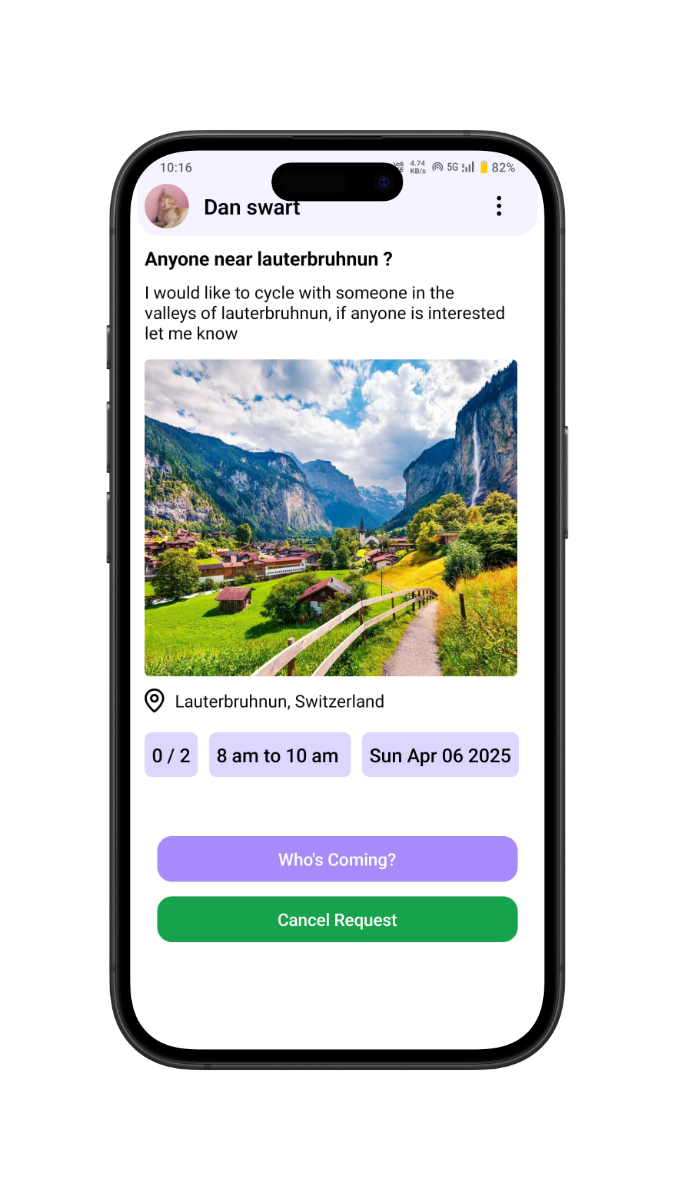 10:16
4.74
KB/s
5G
82%
Dan swart
Anyone near lauterbruhnun ?
I would like to cycle with someone in the
valleys of lauterbruhnun, if anyone is interested
let me know
Lauterbruhnun, Switzerland
0 / 2
8 am to 10 am
Sun Apr 06 2025
Who's Coming?
Cancel Request